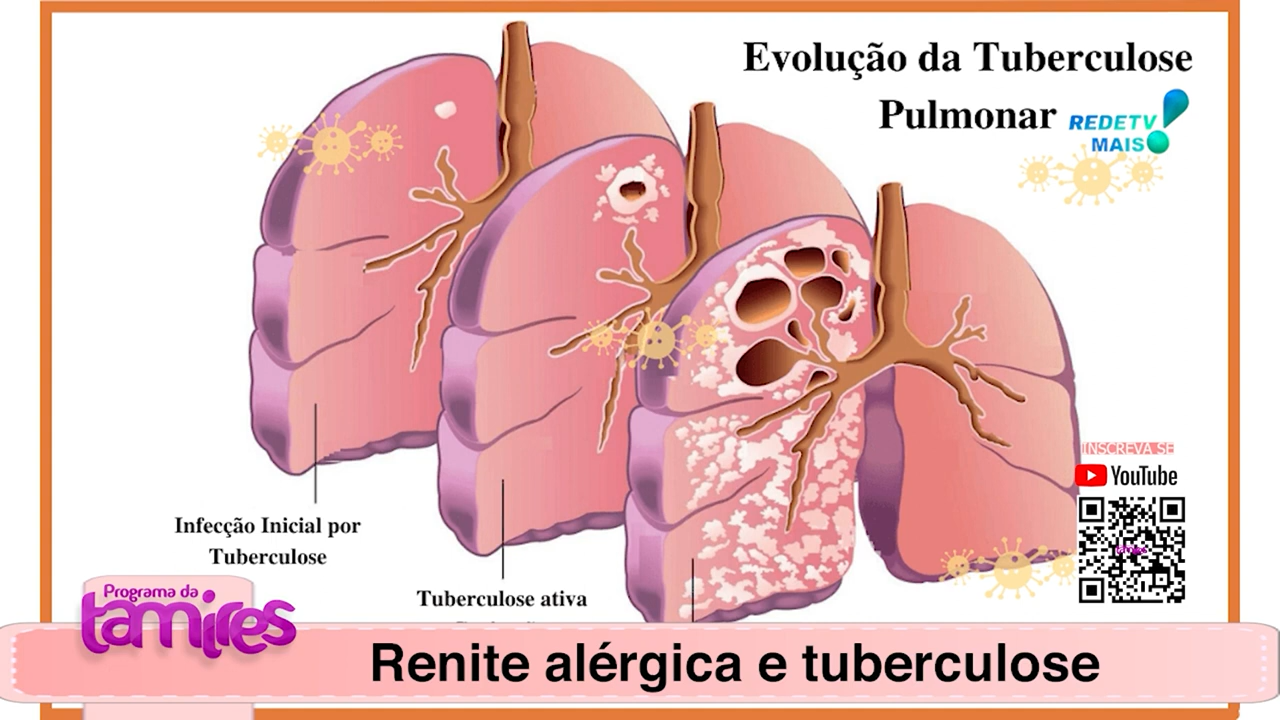 Evolução da Tuberculose
Pulmonar
REDETV
MAIS
INSCREVA SE
YouTube
tamires
Infecção Inicial por
Tuberculose
Tuberculose ativa
Programa da
tamires
Renite alérgica e tuberculose